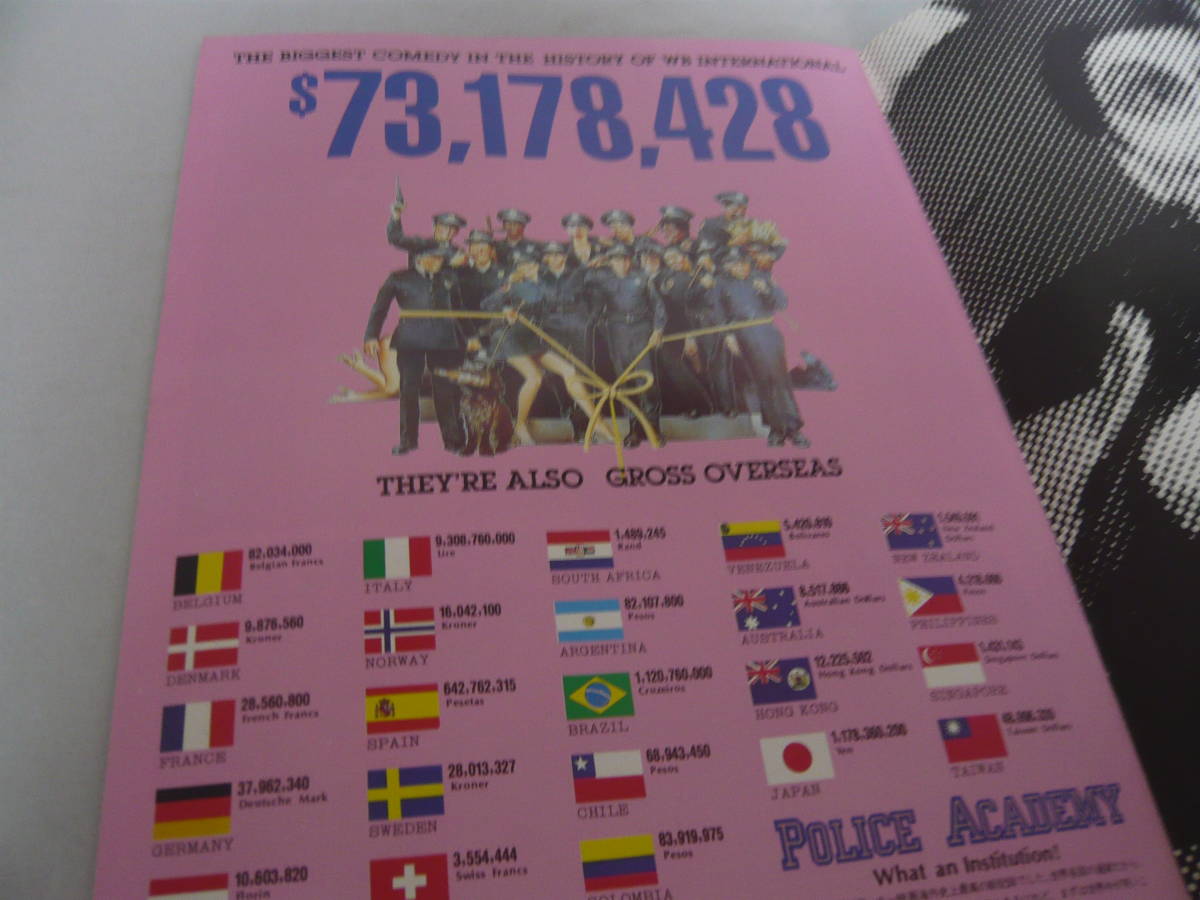 THE BIGGEST COMEDY IN THE HISTORY OF WB INTERNATIONAL
$73,178,428
THEY'RE ALSO GROSS OVERSEAS
82.034.000
Belgian Francs
BELGIUM
9.876.560
Kroner
DENMARK
28.560.800
French Francs
FRANCE
37.962.340
Deutsche Mark
GERMANY
10.603.820
9.300.760.000
Lire
ITALY
16.042.100
Kroner
NORWAY
642.762.315
Pesetas
SPAIN
28.013.327
Kroner
SWEDEN
3.554.444
Swiss Francs
1.489.245
Rand
SOUTH AFRICA
82.107.800
Pesos
ARGENTINA
1.120.760.000
Cruzeiros
BRAZIL
68.943.450
Pesos
CHILE
83.919.975
Pesos
COLOMBIA
Bolivares
VENEZUELA
Australian Dollars
AUSTRALIA
12.225.562
Hong Kong Dollars
HONG KONG
Yen
JAPAN
New Zealand
Dollars
NEW ZEALAND
Pesos
PHILIPPINES
Singapore Dollars
SINGAPORE
Taiwan Dollars
TAIWAN
POLICE ACADEMY
What an Institution!